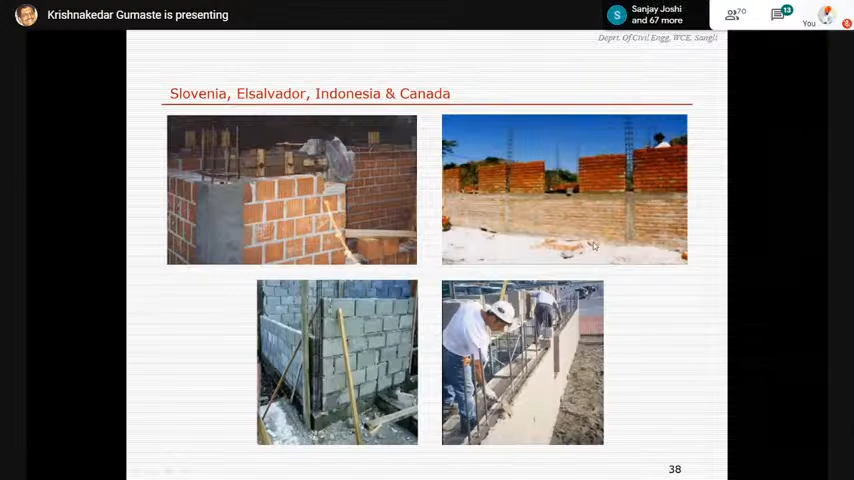 Krishnakedar Gumaste is presenting
S
Sanjay Joshi
and 67 more
70
13
You
Deprt. Of Civil Engg, WCE, Sangli
Slovenia, Elsalvador, Indonesia & Canada
38